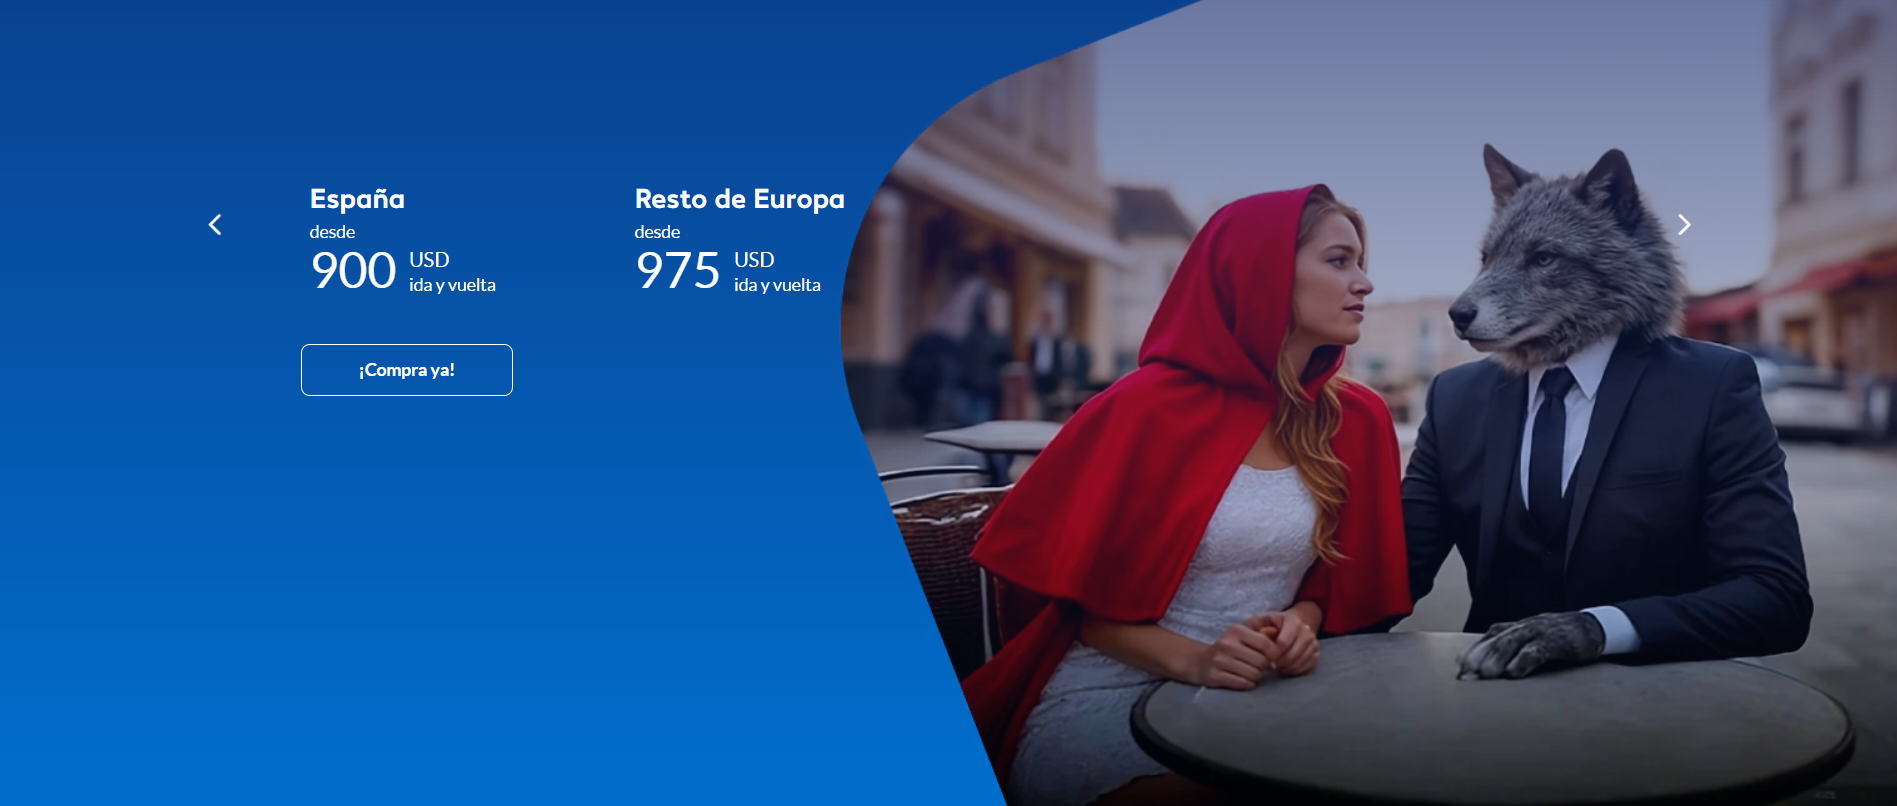 España
desde
900 USD
ida y vuelta
Resto de Europa
desde
975 USD
ida y vuelta
¡Compra ya!